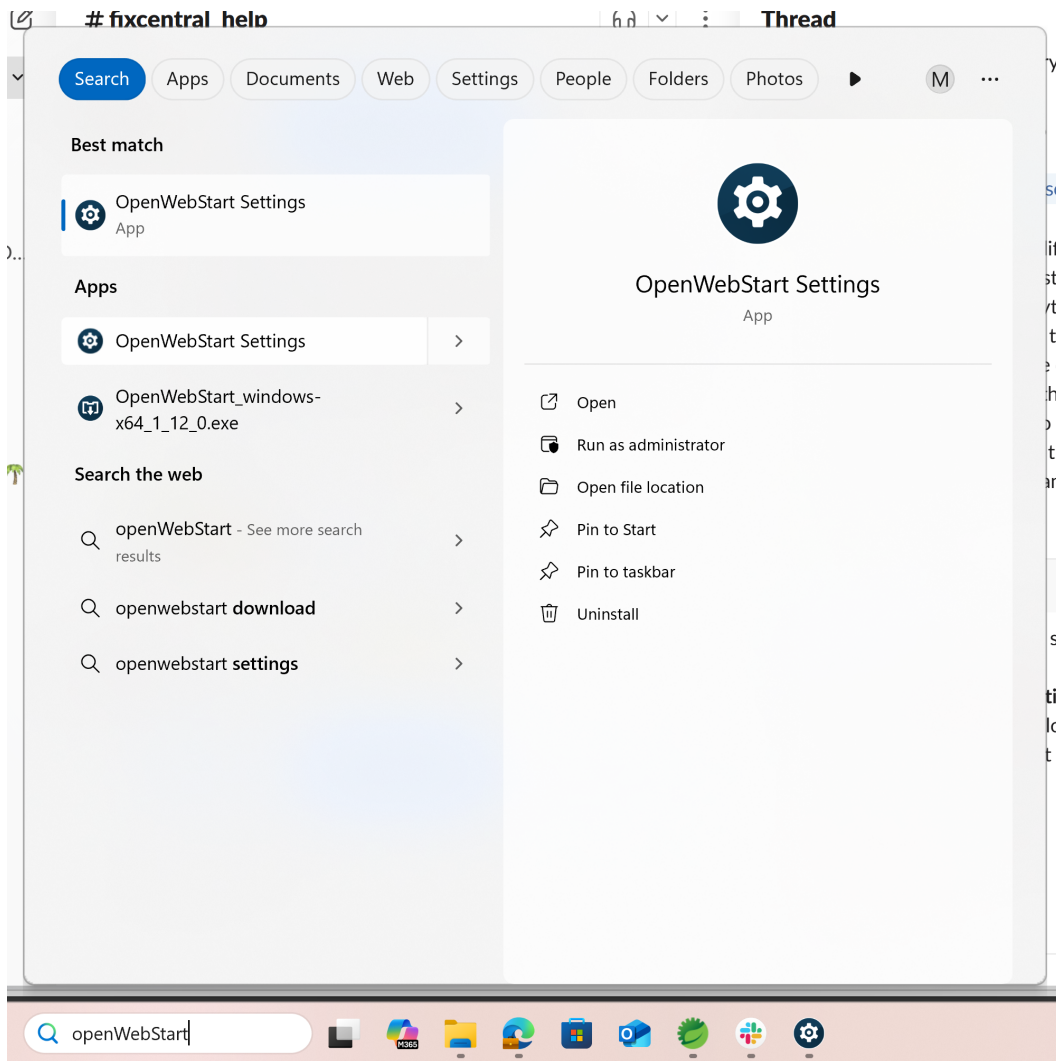 # fixcentral_help
Thread
Search Apps Documents Web Settings People Folders Photos M
Best match
OpenWebStart Settings
App
Apps
OpenWebStart Settings
OpenWebStart_windows-
x64_1_12_0.exe
Search the web
openWebStart - See more search
results
openwebstart download
openwebstart settings
OpenWebStart Settings
App
Open
Run as administrator
Open file location
Pin to Start
Pin to taskbar
Uninstall
openWebStart
M365